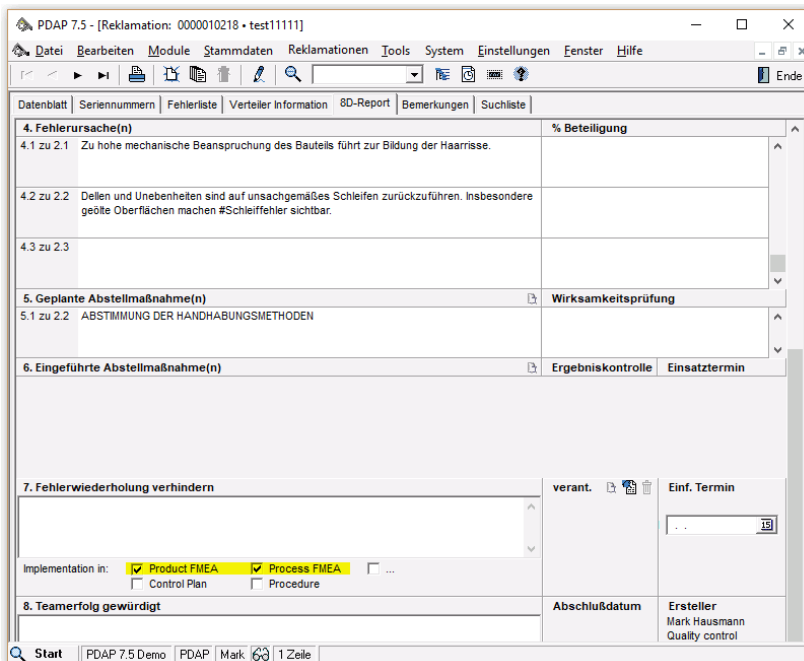 PDAP 7.5 - [Reklamation: 0000010218 • test11111]
Datei Bearbeiten Module Stammdaten Reklamationen Tools System Einstellungen Fenster Hilfe
Ende
Datenblatt Seriennummern Fehlerliste Verteiler Information 8D-Report Bemerkungen Suchliste
4. Fehlerursache(n) % Beteiligung
4.1 zu 2.1 Zu hohe mechanische Beanspruchung des Bauteils führt zur Bildung der Haarrisse.
4.2 zu 2.2 Dellen und Unebenheiten sind auf unsachgemäßes Schleifen zurückzuführen. Insbesondere
geölte Oberflächen machen #Schleiffehler sichtbar.
4.3 zu 2.3
5. Geplante Abstellmaßnahme(n) Wirksamkeitsprüfung
5.1 zu 2.2 ABSTIMMUNG DER HANDHABUNGSMETHODEN
6. Eingeführte Abstellmaßnahme(n) Ergebniskontrolle Einsatztermin
7. Fehlerwiederholung verhindern verant. Einf. Termin
. . 15
Implementation in: Product FMEA Process FMEA ...
Control Plan Procedure
8. Teamerfolg gewürdigt Abschlußdatum Ersteller
Mark Hausmann
Quality control
Start PDAP 7.5 Demo PDAP Mark 1 Zeile